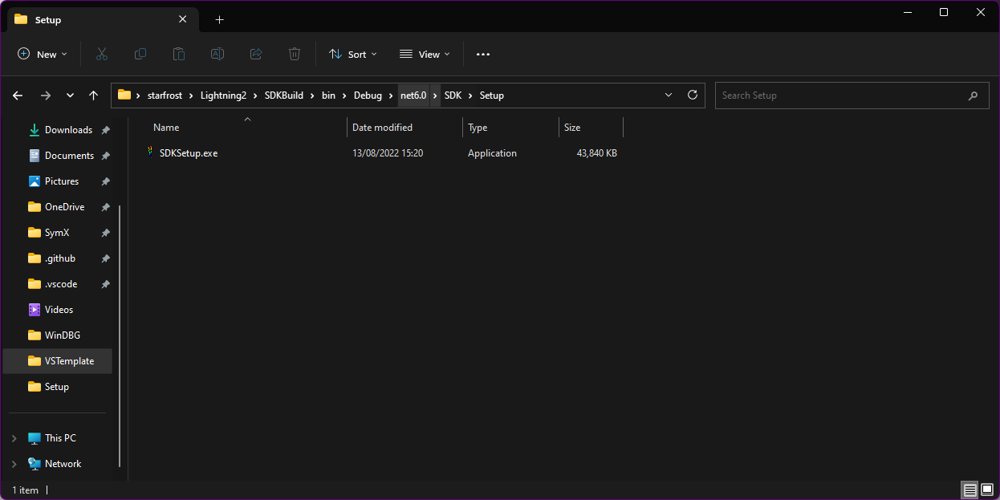 Setup
New Sort View
starfrost Lightning2 SDKBuild bin Debug net6.0 SDK Setup Search Setup
Name Date modified Type Size
SDKSetup.exe 13/08/2022 15:20 Application 43,840 KB
Downloads
Documents
Pictures
OneDrive
SymX
.github
.vscode
Videos
WinDBG
VSTemplate
Setup
This PC
Network
1 item